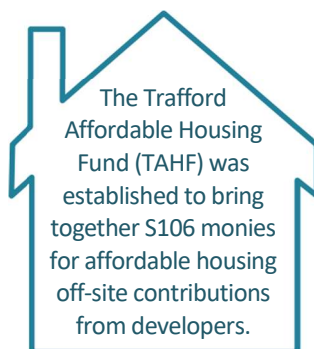 The Trafford
Affordable Housing
Fund (TAHF) was
established to bring
together S106 monies
for affordable housing
off-site contributions
from developers.